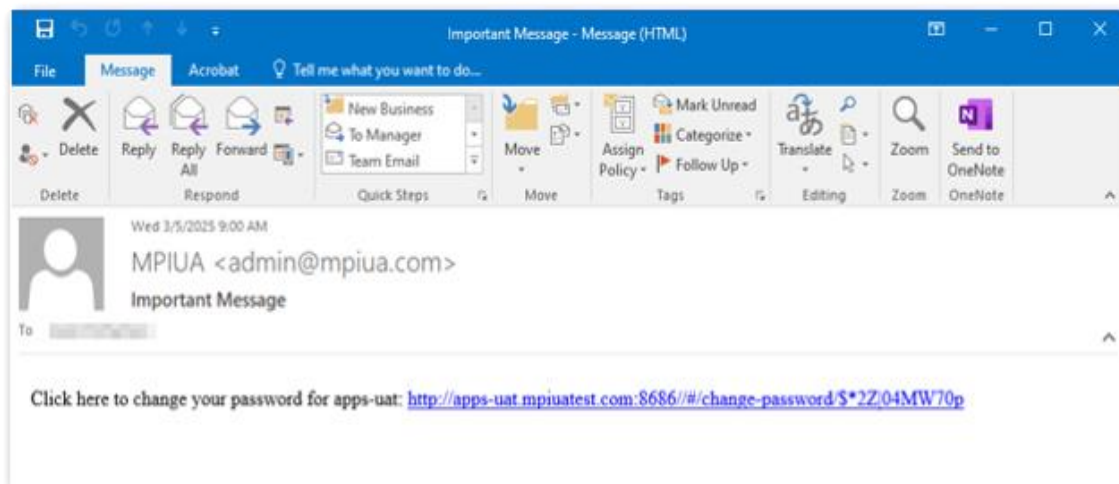 Important Message - Message (HTML)
File Message Acrobat Tell me what you want to do...
Delete
Reply
Reply All
Forward
New Business
To Manager
Team Email
Move
Assign Policy
Mark Unread
Categorize
Follow Up
Translate
Zoom
Send to OneNote
Delete Respond Quick Steps Move Tags Editing Zoom OneNote
Wed 3/5/2025 9:00 AM
MPIUA <admin@mpiua.com>
Important Message
To
Click here to change your password for apps-uat: http://apps-uat.mpiuatest.com:8686//#/change-password/$*2Z|04MW70p